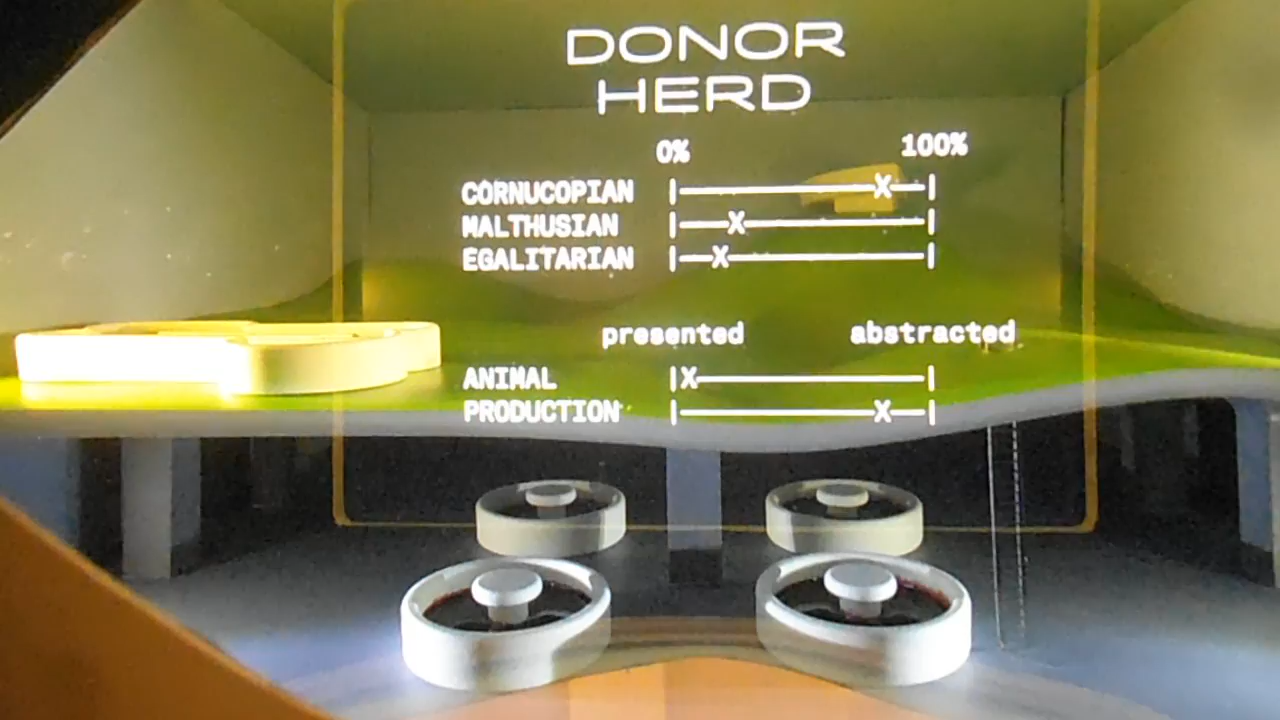 DONOR
HERD
0% 100%
CORNUCOPIAN |———————X—|
MALTHUSIAN |——X———————|
EGALITARIAN |—X————————|
presented abstracted
ANIMAL |X—————————|
PRODUCTION |———————X—|